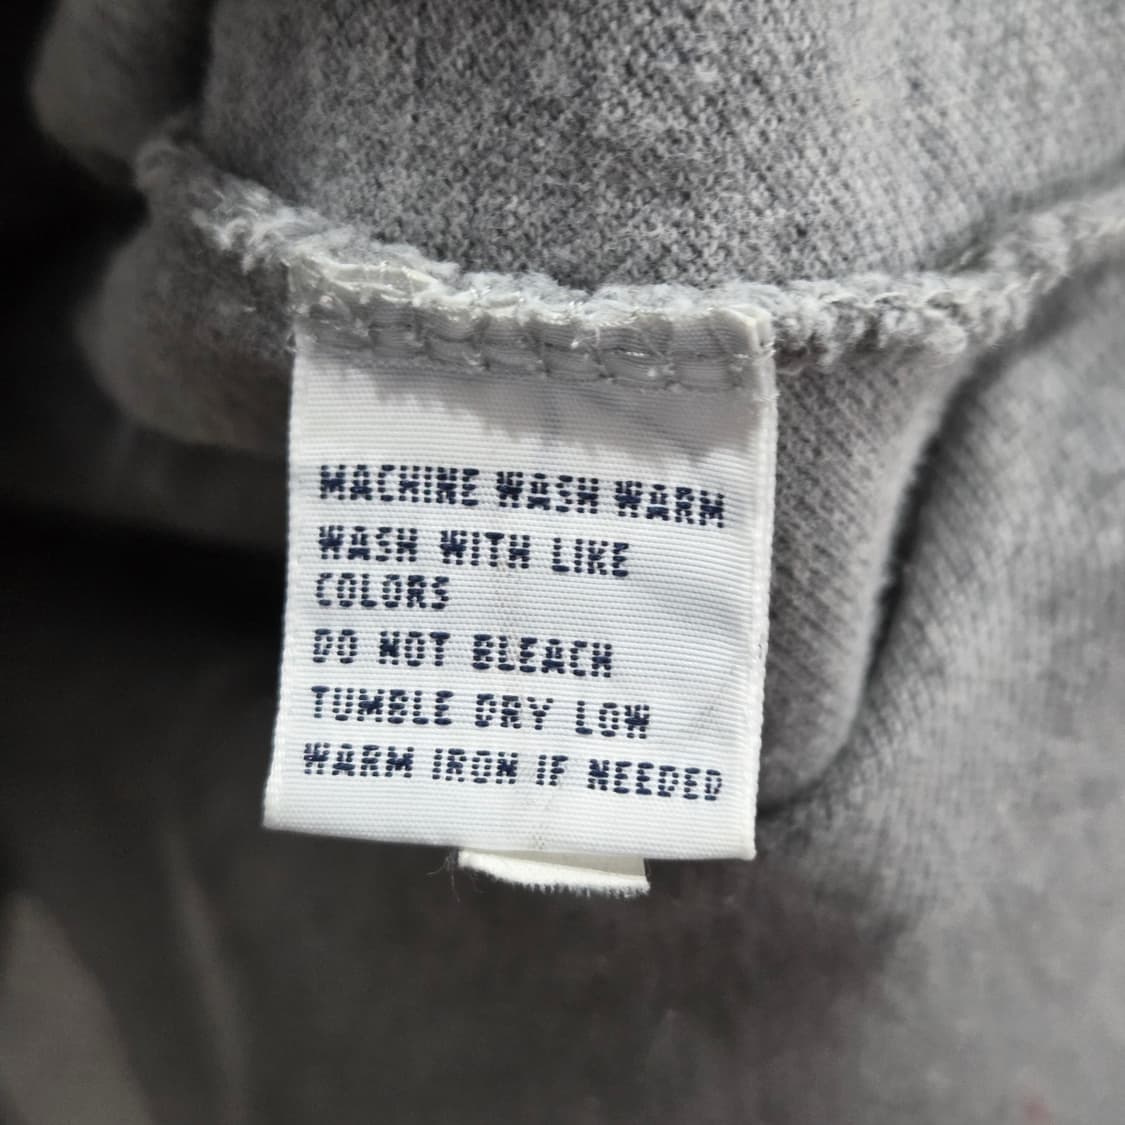 MACHINE WASH WARM
WASH WITH LIKE
COLORS
DO NOT BLEACH
TUMBLE DRY LOW
WARM IRON IF NEEDED